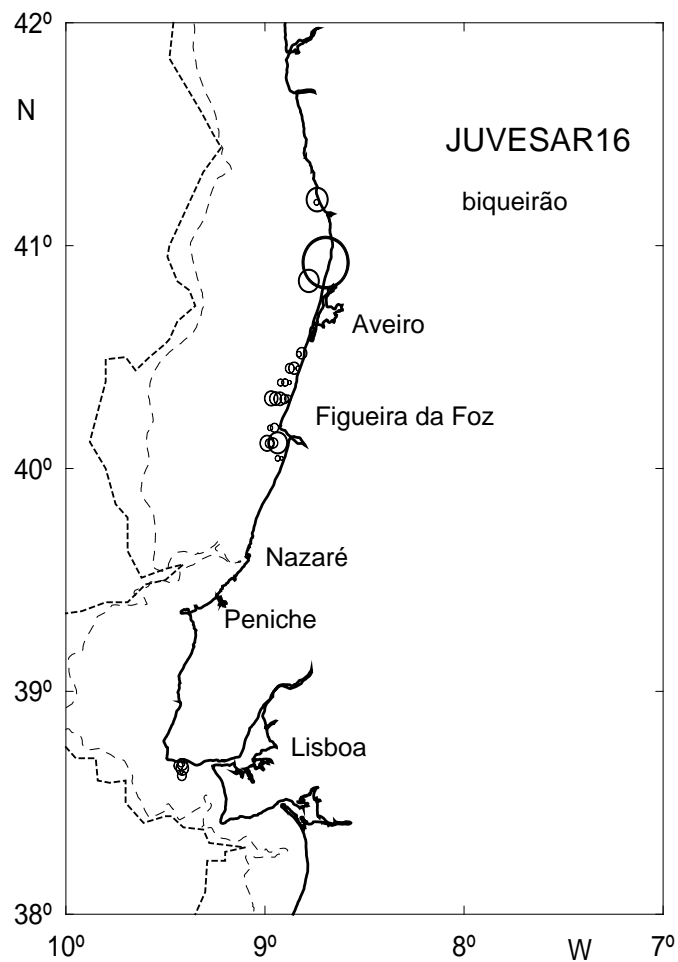 42º
N
JUVESAR16
biqueirão
41º
Aveiro
Figueira da Foz
40º
Nazaré
Peniche
39º
Lisboa
38º
10º 9º 8º W 7º